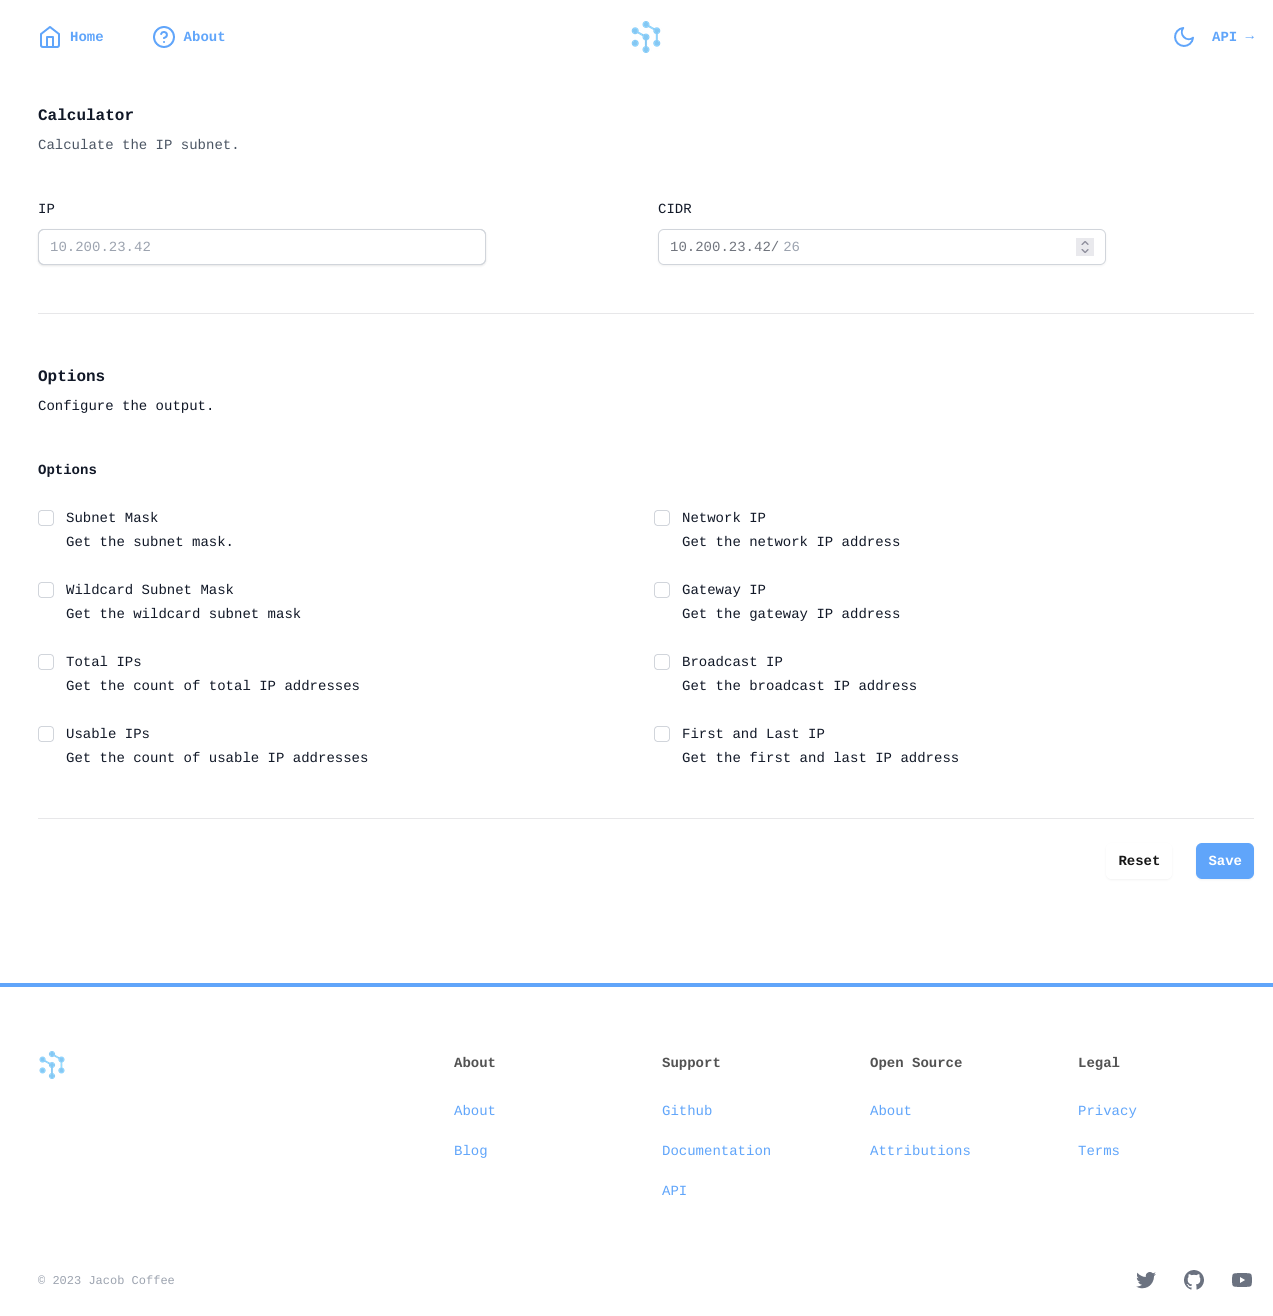 Home
About
API →
Calculator
Calculate the IP subnet.
IP
CIDR
10.200.23.42
10.200.23.42/ 26
Options
Configure the output.
Options
Subnet Mask
Get the subnet mask.
Network IP
Get the network IP address
Wildcard Subnet Mask
Get the wildcard subnet mask
Gateway IP
Get the gateway IP address
Total IPs
Get the count of total IP addresses
Broadcast IP
Get the broadcast IP address
Usable IPs
Get the count of usable IP addresses
First and Last IP
Get the first and last IP address
Reset
Save
About
About
Blog
Support
Github
Documentation
API
Open Source
About
Attributions
Legal
Privacy
Terms
© 2023 Jacob Coffee